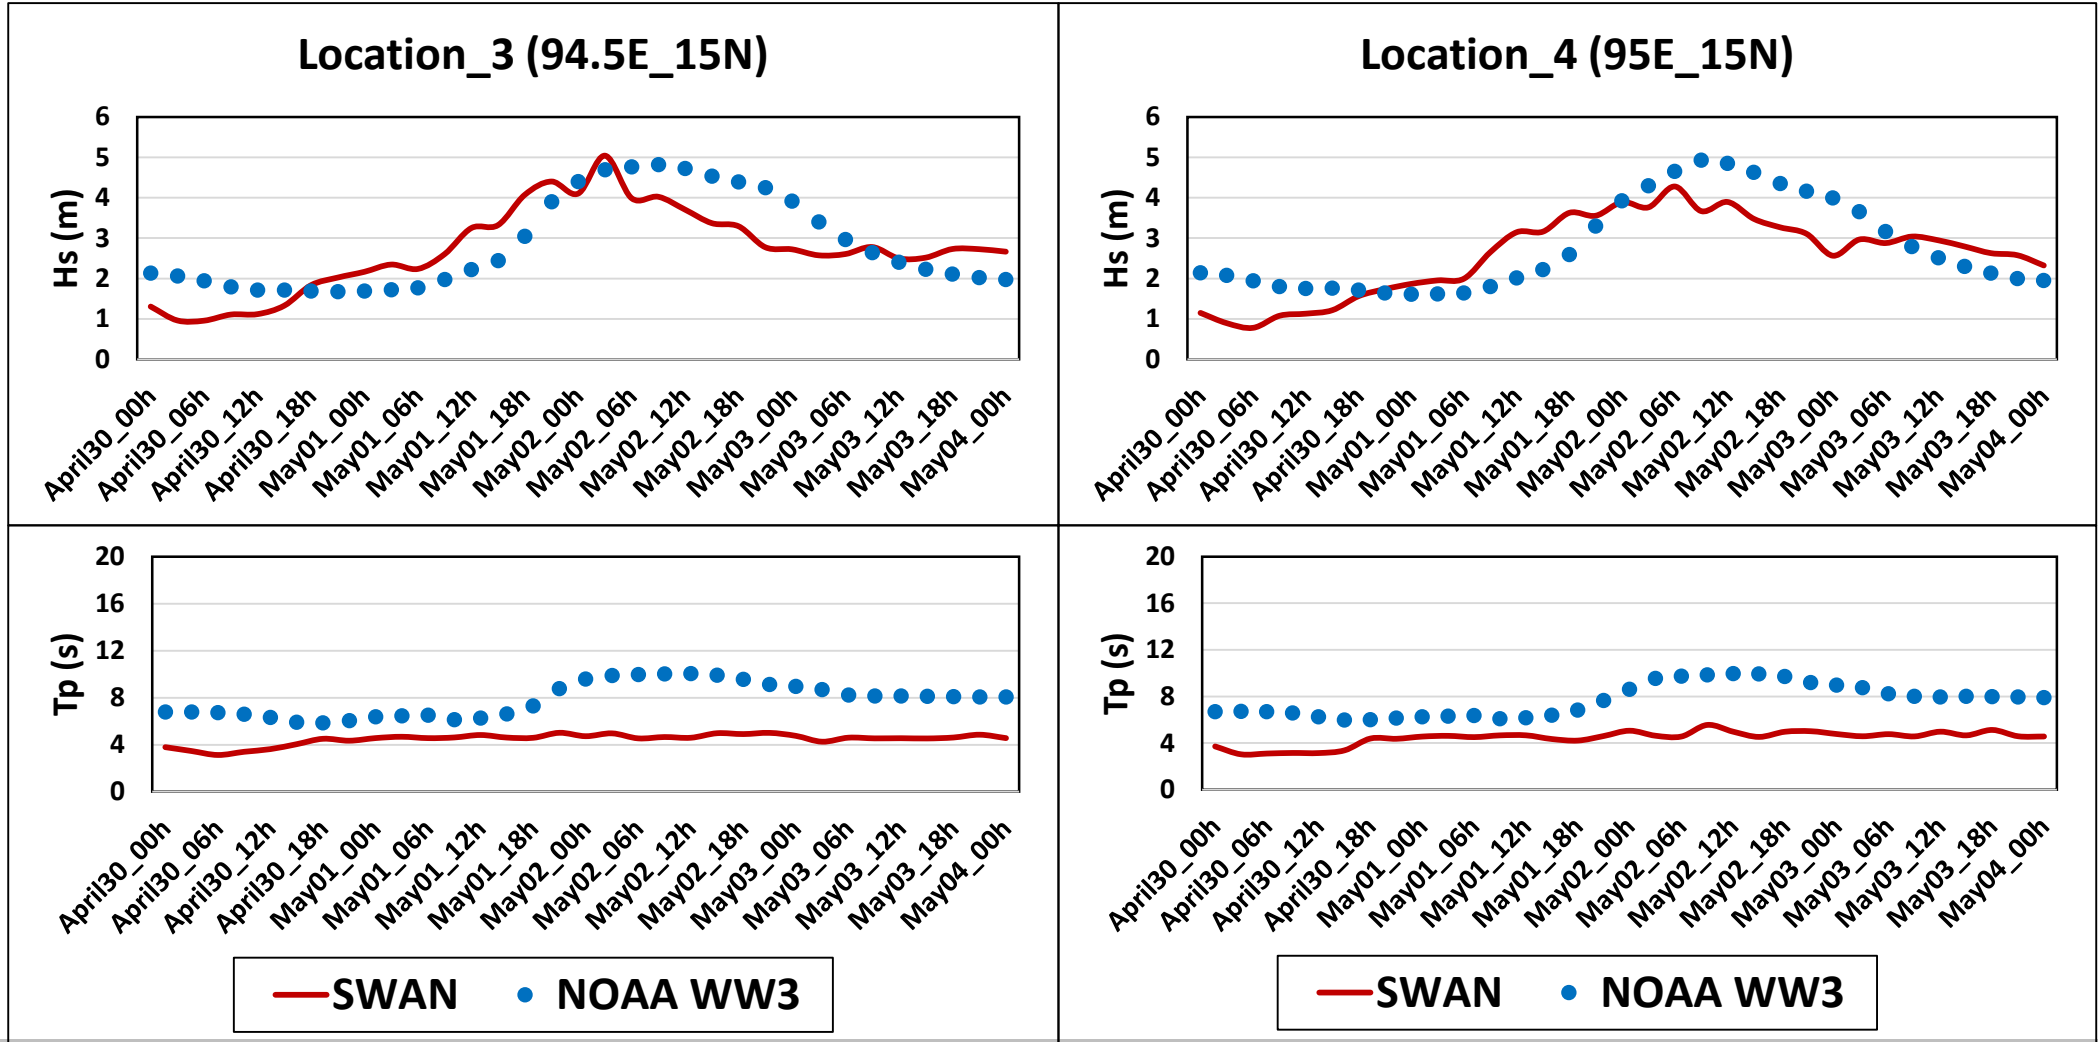 Location_3 (94.5E_15N)
Hs (m)
6
5
4
3
2
1
0
April30_00h
April30_06h
April30_12h
April30_18h
May01_00h
May01_06h
May01_12h
May01_18h
May02_00h
May02_06h
May02_12h
May02_18h
May03_00h
May03_06h
May03_12h
May03_18h
May04_00h
Location_4 (95E_15N)
Hs (m)
6
5
4
3
2
1
0
April30_00h
April30_06h
April30_12h
April30_18h
May01_00h
May01_06h
May01_12h
May01_18h
May02_00h
May02_06h
May02_12h
May02_18h
May03_00h
May03_06h
May03_12h
May03_18h
May04_00h
Tp (s)
20
16
12
8
4
0
April30_00h
April30_06h
April30_12h
April30_18h
May01_00h
May01_06h
May01_12h
May01_18h
May02_00h
May02_06h
May02_12h
May02_18h
May03_00h
May03_06h
May03_12h
May03_18h
May04_00h
SWAN
NOAA WW3
Tp (s)
20
16
12
8
4
0
April30_00h
April30_06h
April30_12h
April30_18h
May01_00h
May01_06h
May01_12h
May01_18h
May02_00h
May02_06h
May02_12h
May02_18h
May03_00h
May03_06h
May03_12h
May03_18h
May04_00h
SWAN
NOAA WW3